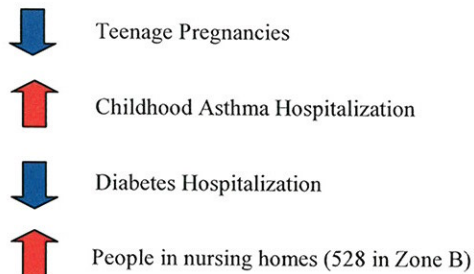 Teenage Pregnancies
Childhood Asthma Hospitalization
Diabetes Hospitalization
People in nursing homes (528 in Zone B)